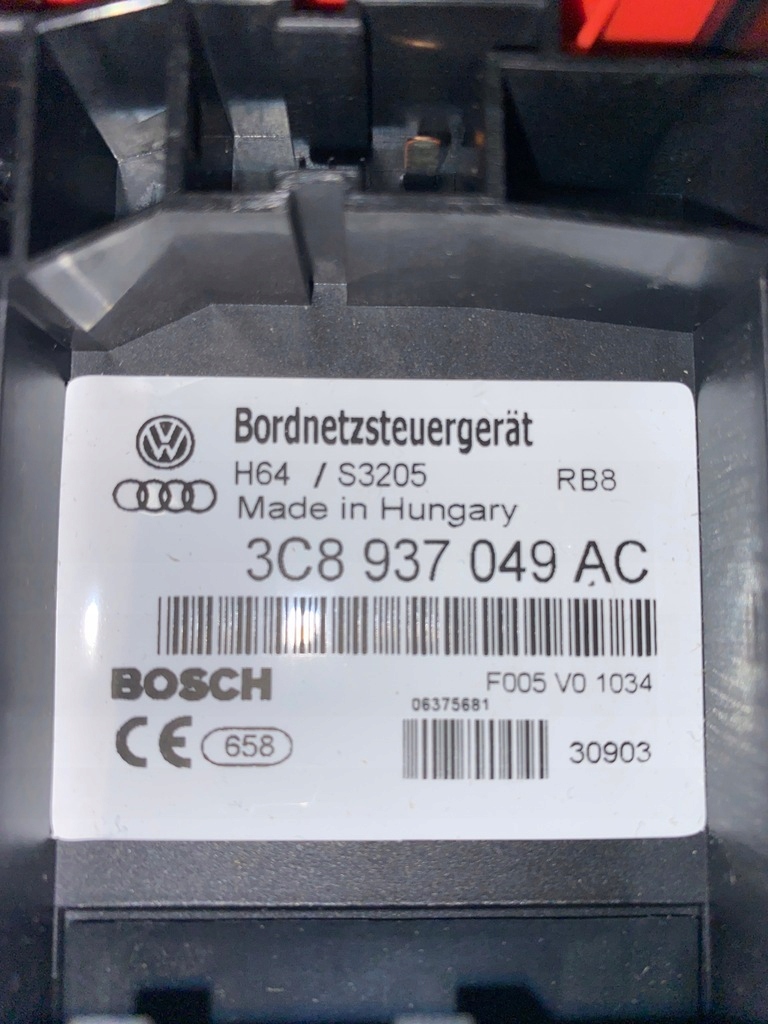 Bordnetzsteuergerät
H64 / S3205 RB8
Made in Hungary
3C8 937 049 AC
BOSCH F005 V0 1034
06375681
CE 658 30903